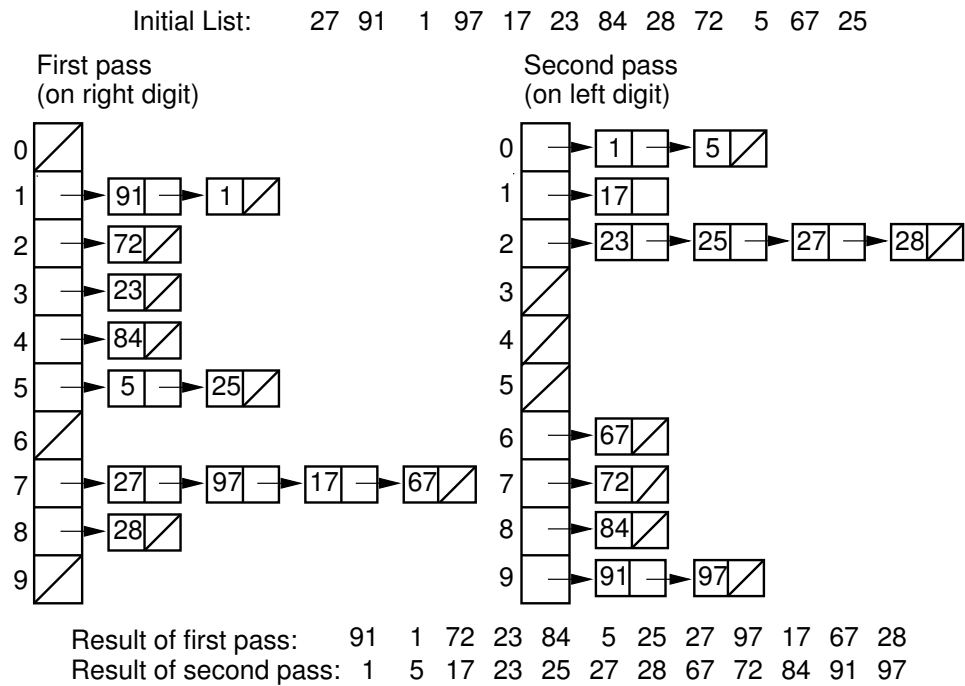 Initial List: 27 91 1 97 17 23 84 28 72 5 67 25
First pass
(on right digit)
0
1 91 1
2 72
3 23
4 84
5 5 25
6
7 27 97 17 67
8 28
9
Second pass
(on left digit)
0 1 5
1 17
2 23 25 27 28
3
4
5
6 67
7 72
8 84
9 91 97
Result of first pass: 91 1 72 23 84 5 25 27 97 17 67 28
Result of second pass: 1 5 17 23 25 27 28 67 72 84 91 97